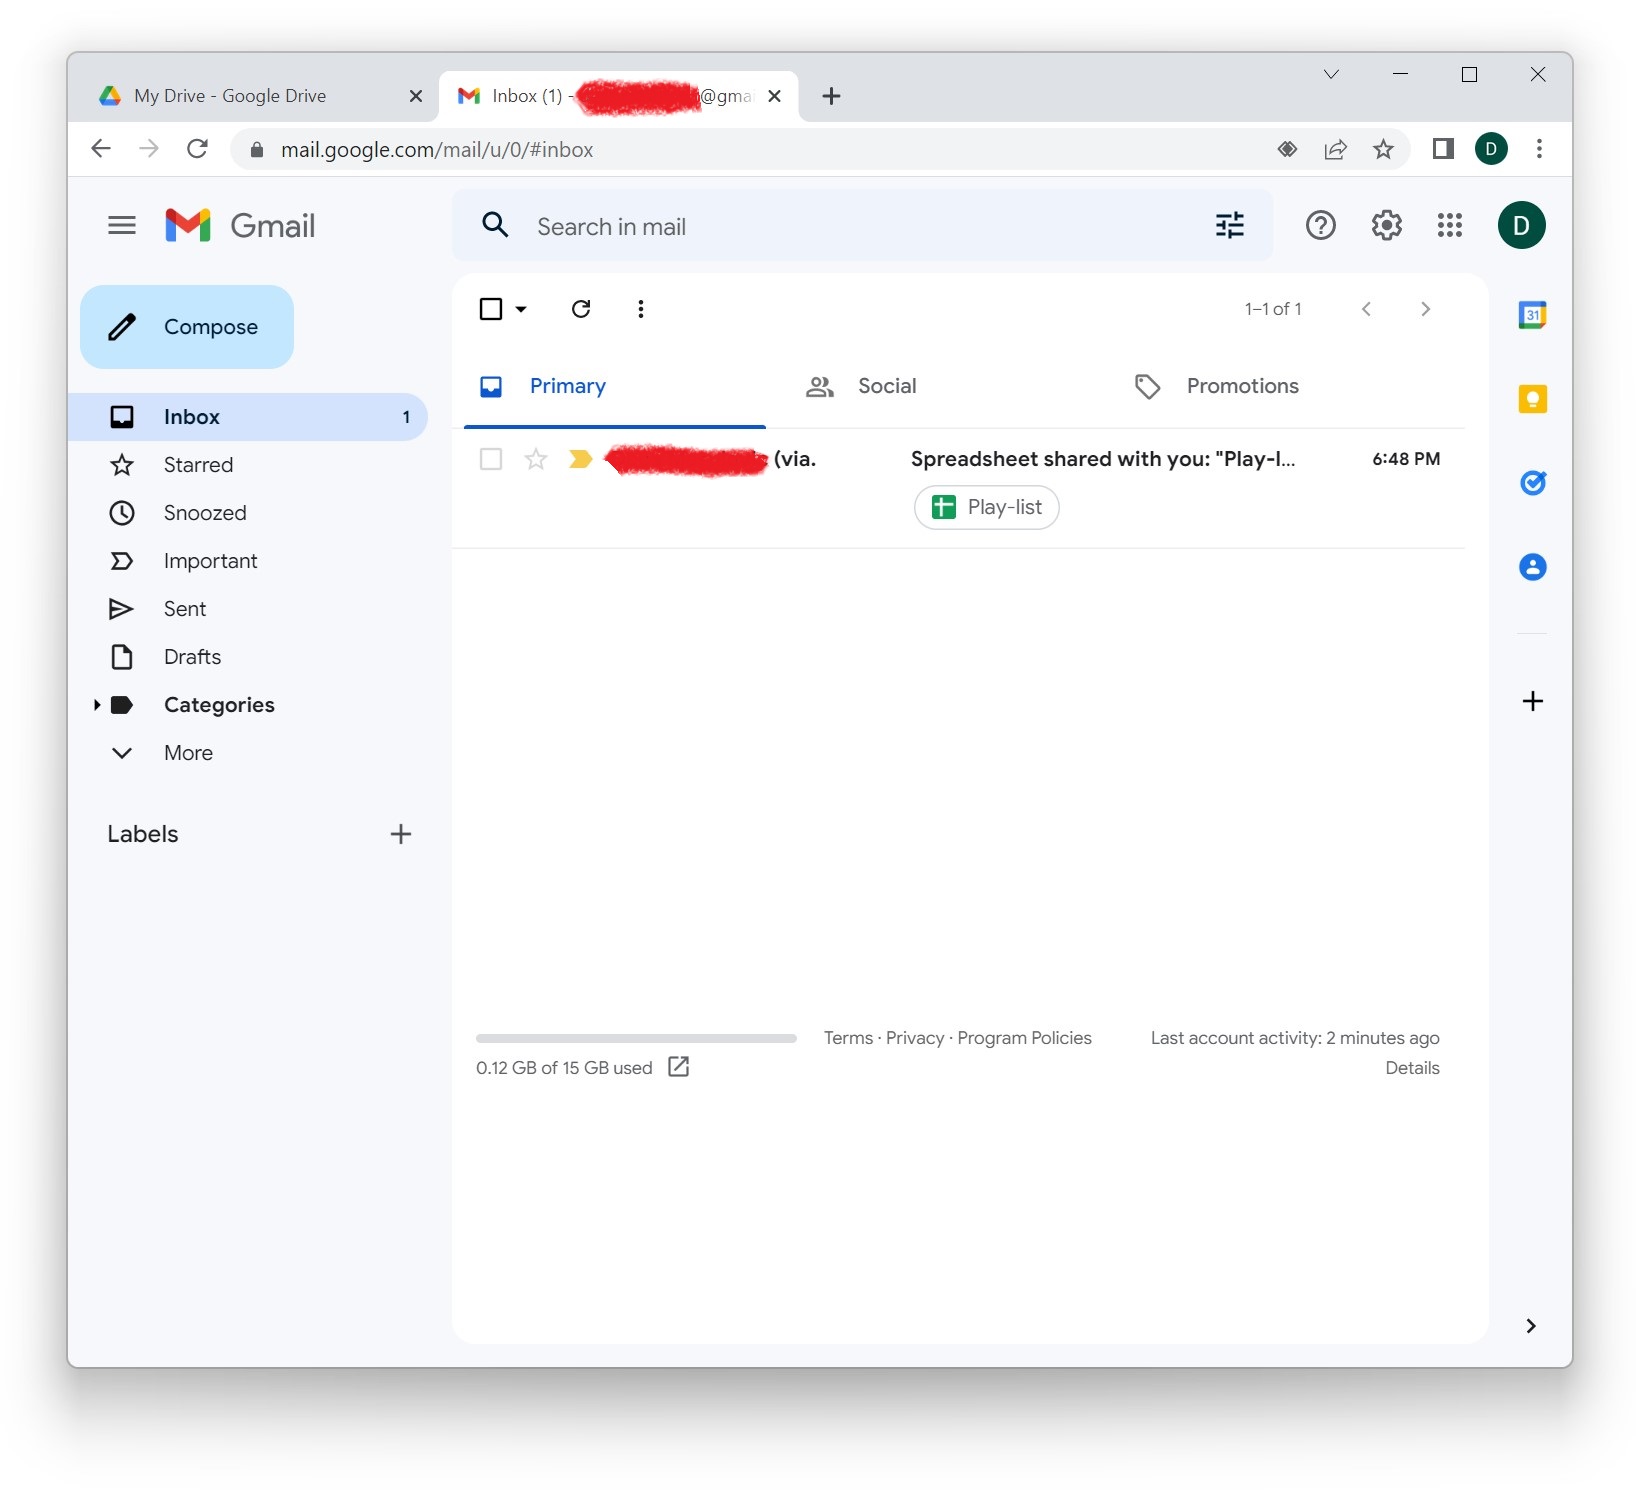 My Drive - Google Drive
Inbox (1) - @gma
mail.google.com/mail/u/0/#inbox
D
Gmail
Search in mail
D
Compose
1–1 of 1
31
Primary
Social
Promotions
Inbox 1
Starred
Snoozed
Important
Sent
Drafts
Categories
More
Labels
(via. Spreadsheet shared with you: "Play-l... 6:48 PM
Play-list
Terms · Privacy · Program Policies
Last account activity: 2 minutes ago
0.12 GB of 15 GB used
Details